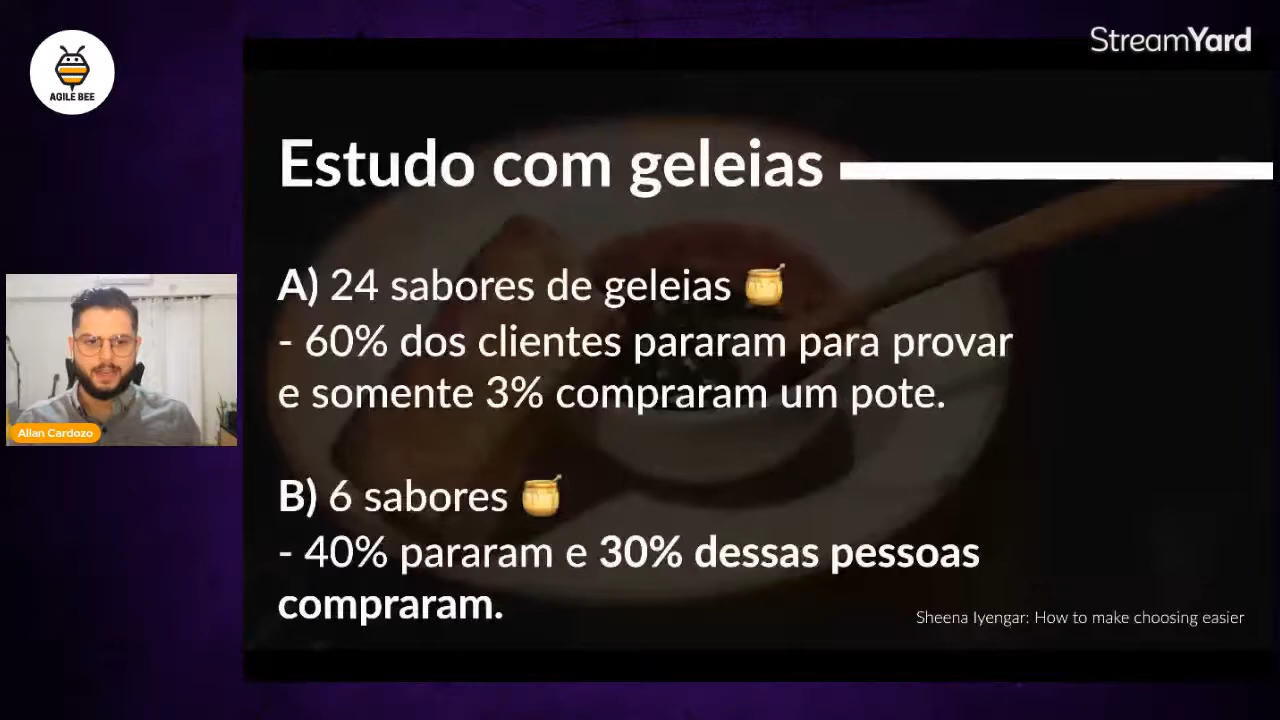 AGILE BEE
StreamYard
Estudo com geleias
A) 24 sabores de geleias
- 60% dos clientes pararam para provar
e somente 3% compraram um pote.
Allan Cardozo
B) 6 sabores
- 40% pararam e 30% dessas pessoas
compraram.
Sheena Iyengar: How to make choosing easier